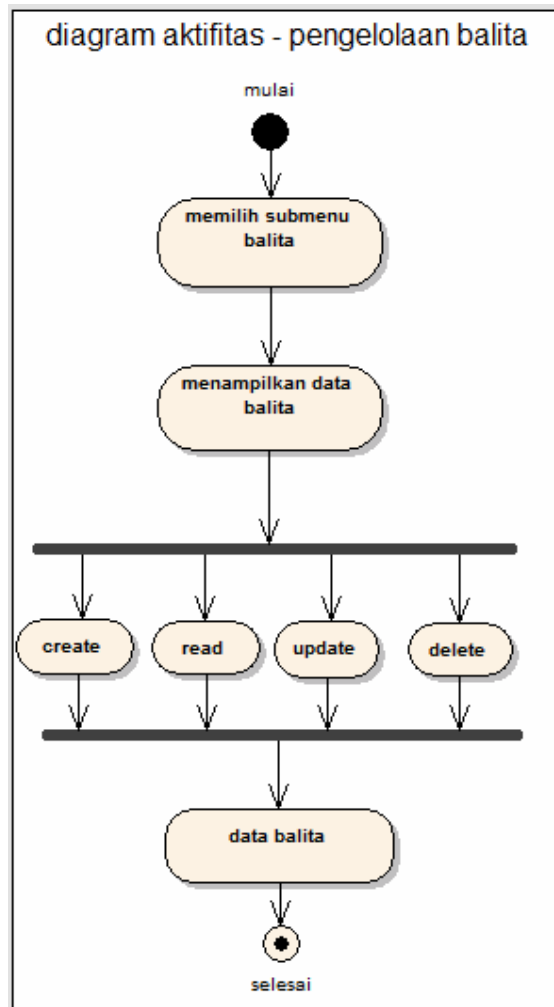 diagram aktifitas - pengelolaan balita
mulai
memilih submenu
balita
menampilkan data
balita
create
read
update
delete
data balita
selesai